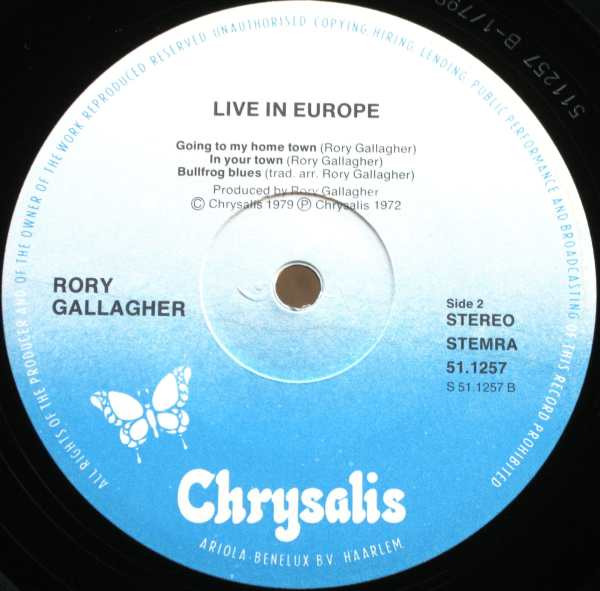 ALL RIGHTS OF THE PRODUCER AND OF THE OWNER OF THE WORK REPRODUCED RESERVED UNAUTHORISED COPYING, HIRING, LENDING, PUBLIC PERFORMANCE AND BROADCASTING OF THIS RECORD PROHIBITED
511257 B-1/799
LIVE IN EUROPE
Going to my home town (Rory Gallagher)
In your town (Rory Gallagher)
Bullfrog blues (trad. arr. Rory Gallagher)
Produced by Rory Gallagher
© Chrysalis 1979 ℗ Chrysalis 1972
RORY
GALLAGHER
Side 2
STEREO
STEMRA
51.1257
S 51.1257 B
Chrysalis
ARIOLA-BENELUX B.V. HAARLEM